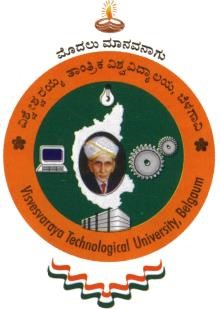 ಮೊದಲು ಮಾನವನಾಗು
ವಿಶ್ವೇಶ್ವರಯ್ಯ ತಾಂತ್ರಿಕ ವಿಶ್ವವಿದ್ಯಾಲಯ, ಬೆಳಗಾವಿ
Visvesvaraya Technological University, Belgaum